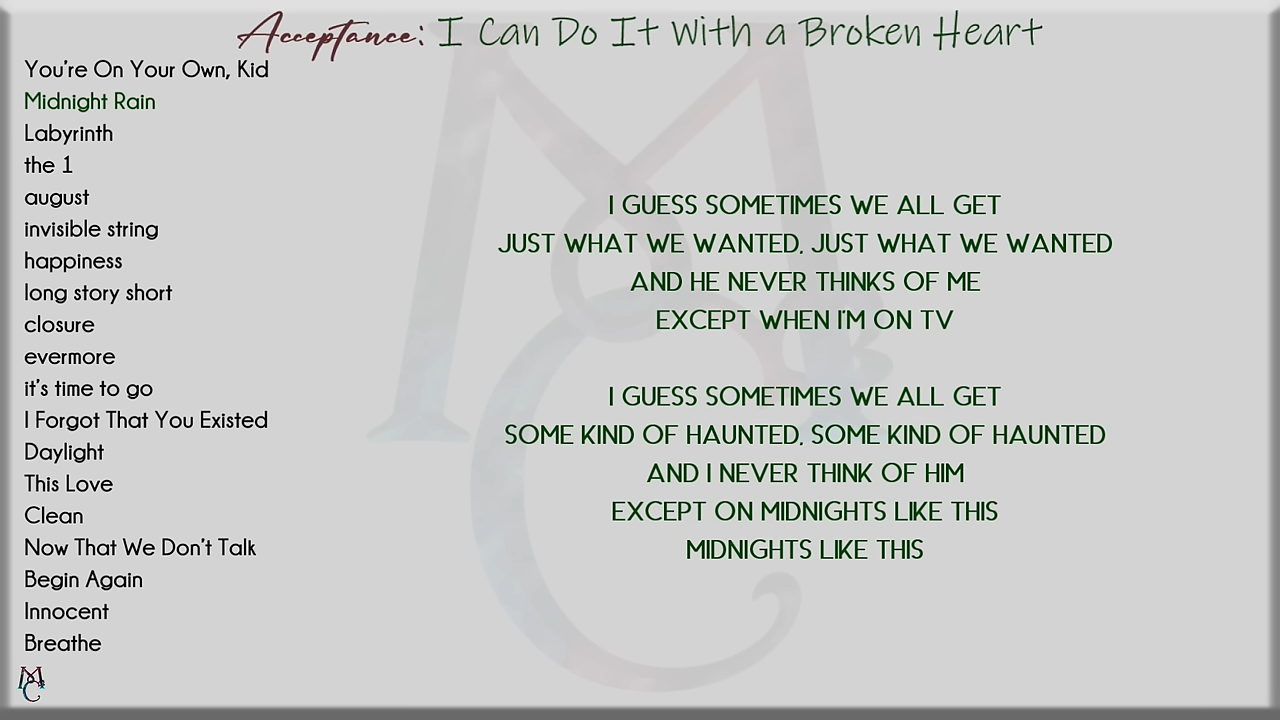 Acceptance: I Can Do It With a Broken Heart
You're On Your Own, Kid
Midnight Rain
Labyrinth
the 1
august
invisible string
happiness
long story short
closure
evermore
it's time to go
I Forgot That You Existed
Daylight
This Love
Clean
Now That We Don't Talk
Begin Again
Innocent
Breathe
I GUESS SOMETIMES WE ALL GET
JUST WHAT WE WANTED, JUST WHAT WE WANTED
AND HE NEVER THINKS OF ME
EXCEPT WHEN I'M ON TV
I GUESS SOMETIMES WE ALL GET
SOME KIND OF HAUNTED, SOME KIND OF HAUNTED
AND I NEVER THINK OF HIM
EXCEPT ON MIDNIGHTS LIKE THIS
MIDNIGHTS LIKE THIS